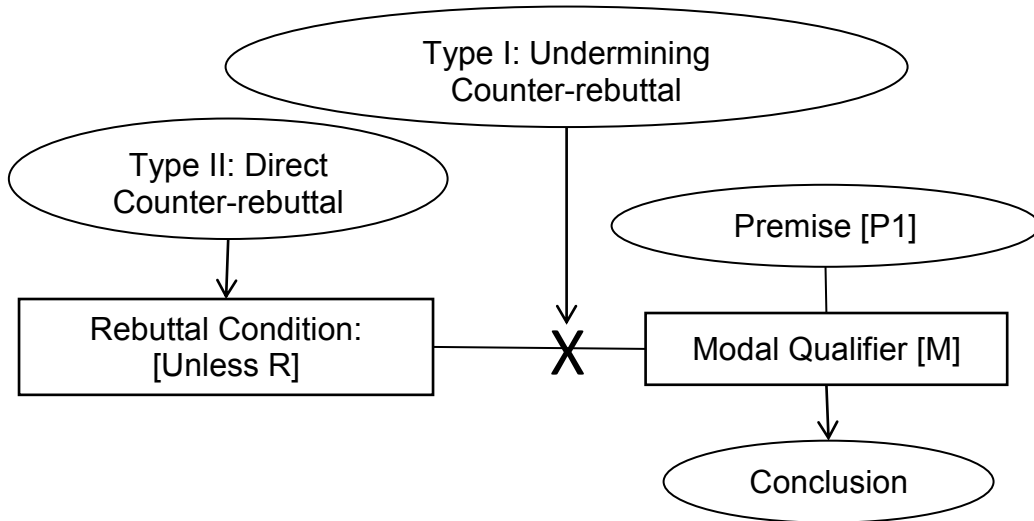 Type I: Undermining
Counter-rebuttal
Type II: Direct
Counter-rebuttal
Premise [P1]
Rebuttal Condition:
[Unless R]
X
Modal Qualifier [M]
Conclusion